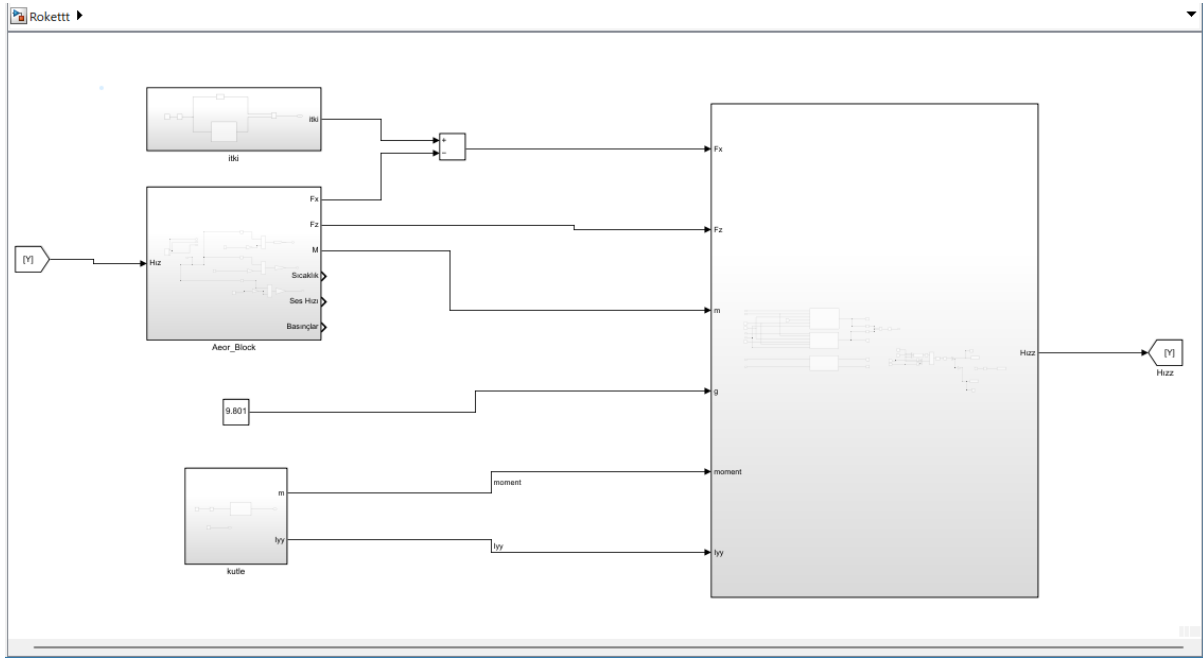 Rokettt
itki
itki
+
−
Fx
Fz
M
Sıcaklık
Ses Hızı
Basınçlar
Hız
Aeor_Block
[Y]
9.801
m
Iyy
kutle
moment
Iyy
Fx
Fz
m
g
moment
Iyy
Hızz
[Y]
Hızz